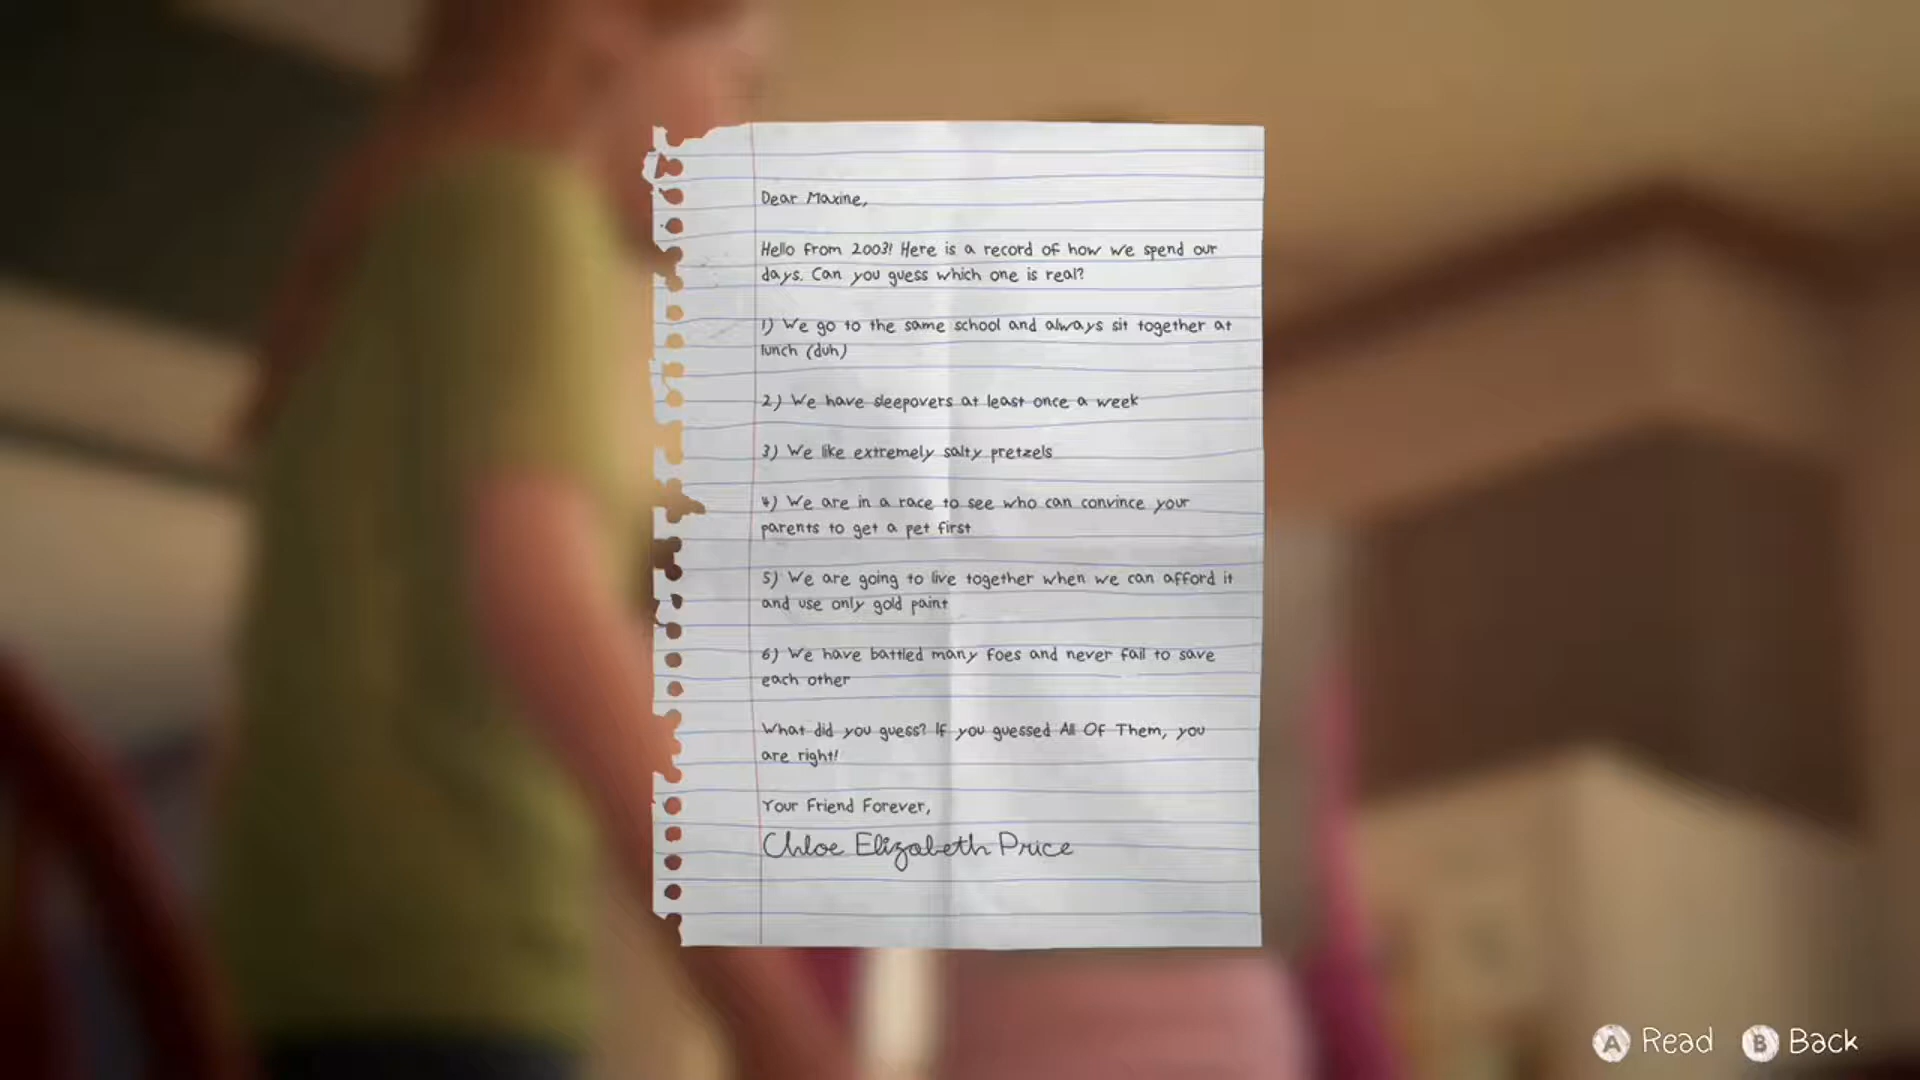 Dear Maxine,
Hello from 2003! Here is a record of how we spend our
days. Can you guess which one is real?
1) We go to the same school and always sit together at
lunch (duh)
2) We have sleepovers at least once a week
3) We like extremely salty pretzels
4) We are in a race to see who can convince your
parents to get a pet first
5) We are going to live together when we can afford it
and use only gold paint
6) We have battled many foes and never fail to save
each other
What did you guess? If you guessed All Of Them, you
are right!
Your Friend Forever,
Chloe Elizabeth Price
A Read B Back